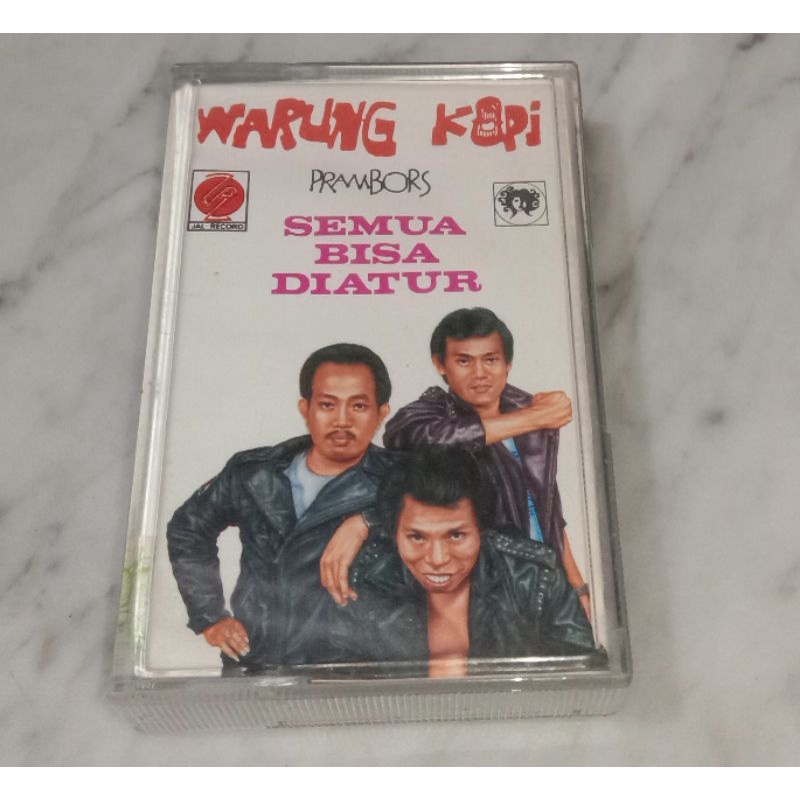 WARUNG KOPi
PRAMBORS
JAL RECORD
SEMUA
BISA
DIATUR